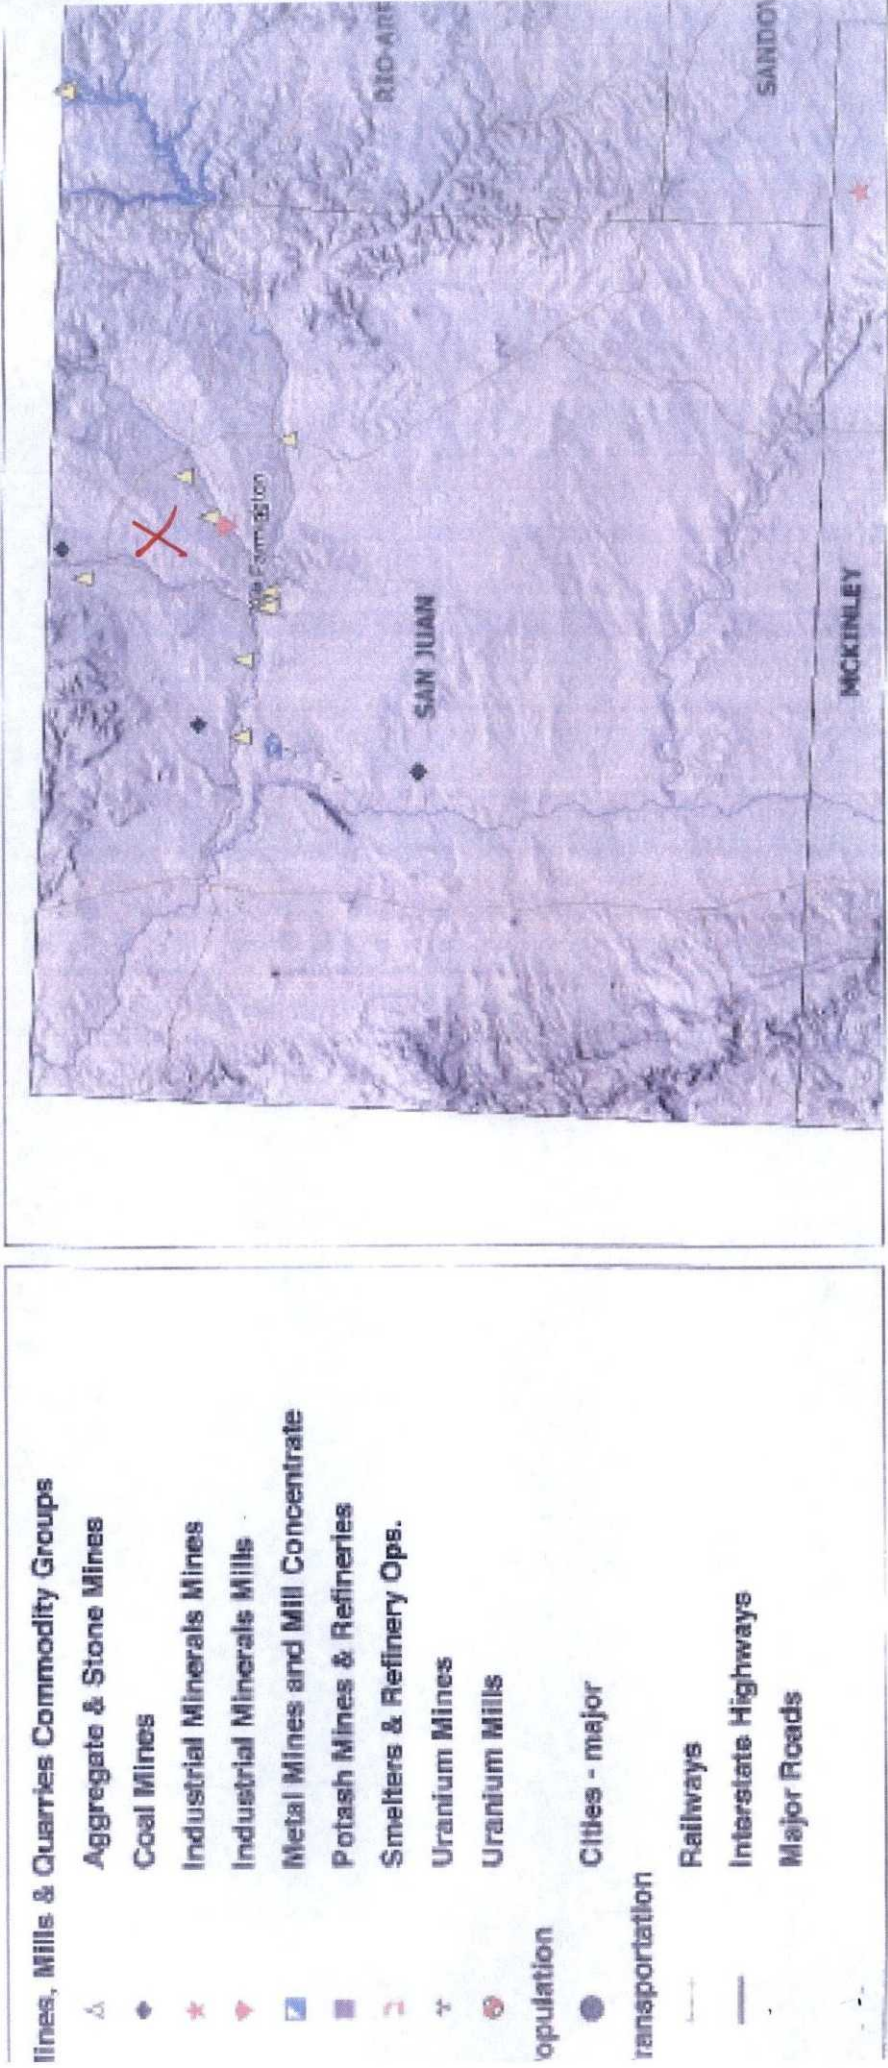 lines, Mills & Quarries Commodity Groups
Aggregate & Stone Mines
Coal Mines
Industrial Minerals Mines
Industrial Minerals Mills
Metal Mines and Mill Concentrate
Potash Mines & Refineries
Smelters & Refinery Ops.
Uranium Mines
Uranium Mills
opulation
Cities - major
ransportation
Railways
Interstate Highways
Major Roads
RIO ARR
SANDOV
Farmington
SAN JUAN
MCKINLEY